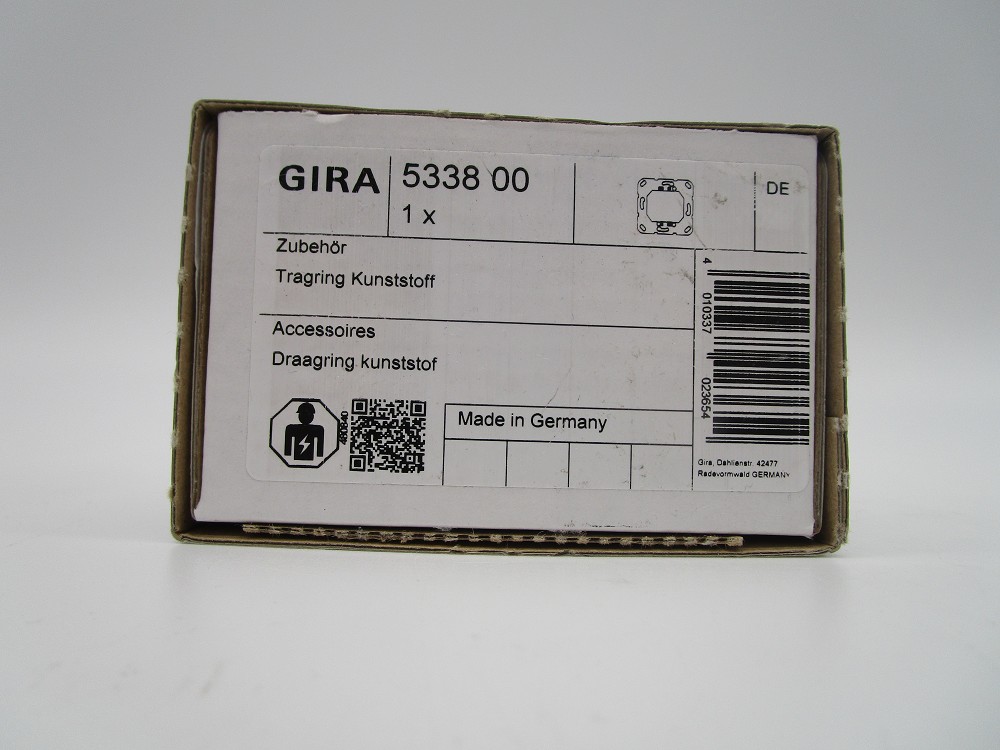 GIRA
5338 00
1 x
DE
Zubehör
Tragring Kunststoff
Accessoires
Draagring kunststof
480840
Made in Germany
4 010337 023654
Gira, Dahlienstr. 42477
Radevormwald GERMANY